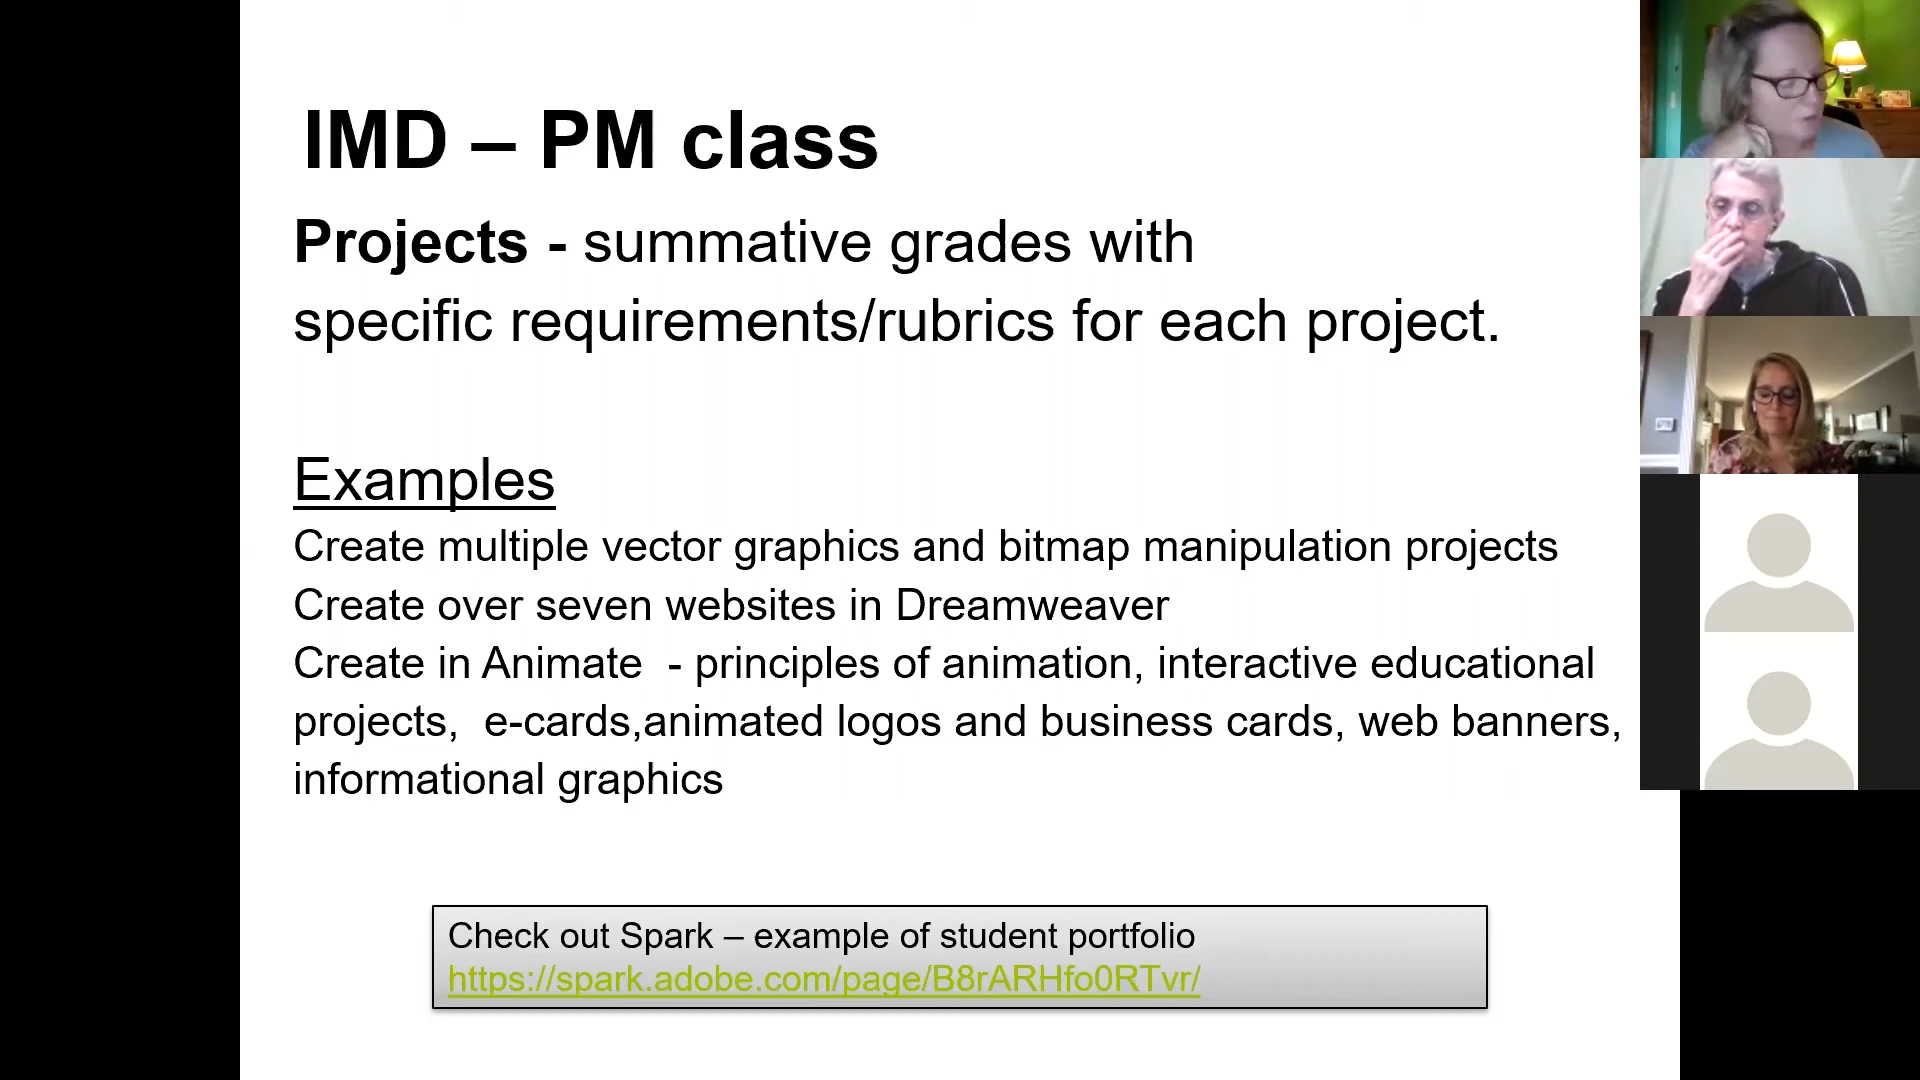 IMD – PM class
Projects - summative grades with
specific requirements/rubrics for each project.
Examples
Create multiple vector graphics and bitmap manipulation projects
Create over seven websites in Dreamweaver
Create in Animate  - principles of animation, interactive educational
projects,  e-cards,animated logos and business cards, web banners,
informational graphics
Check out Spark – example of student portfolio
https://spark.adobe.com/page/B8rARHfo0RTvr/